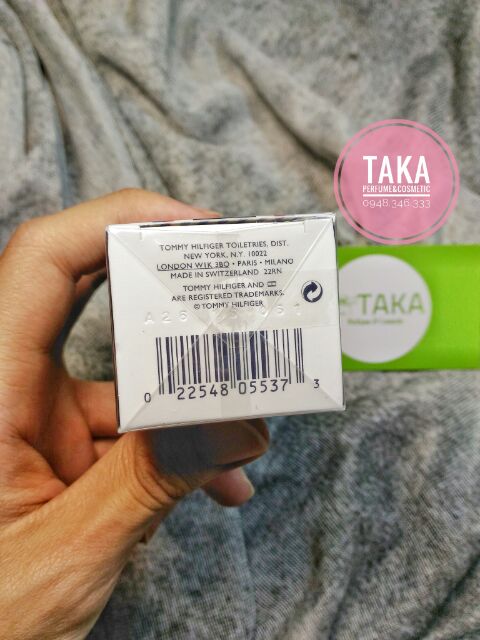 TAKA
PERFUME&COSMETIC
0948.346.333
TOMMY HILFIGER TOILETRIES, DIST.
NEW YORK, N.Y. 10022
LONDON W1K 3BQ • PARIS • MILANO
MADE IN SWITZERLAND 22RN
TOMMY HILFIGER AND
ARE REGISTERED TRADEMARKS.
© TOMMY HILFIGER
0 22548 05537 3
TAKA